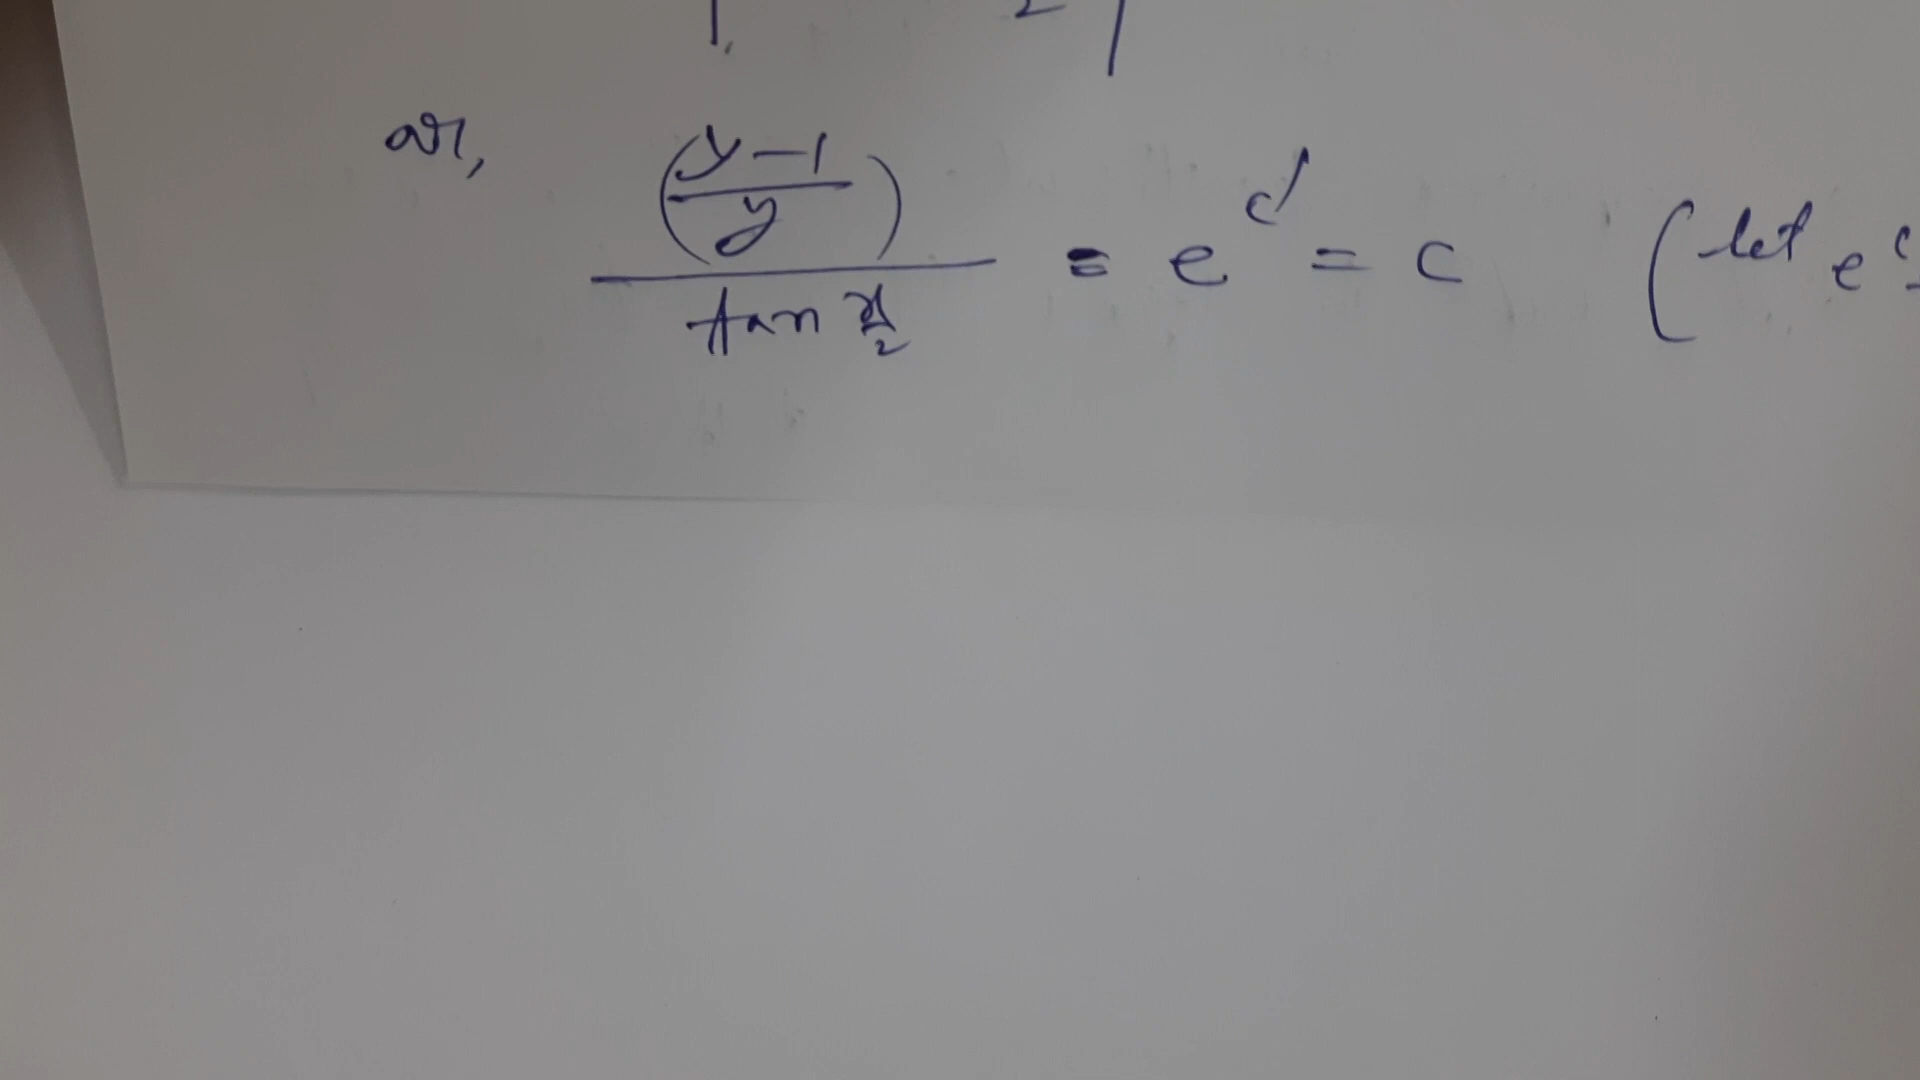 or, ((y-1)/y) / (tan x/2) = e^c' = c (let e^c'=